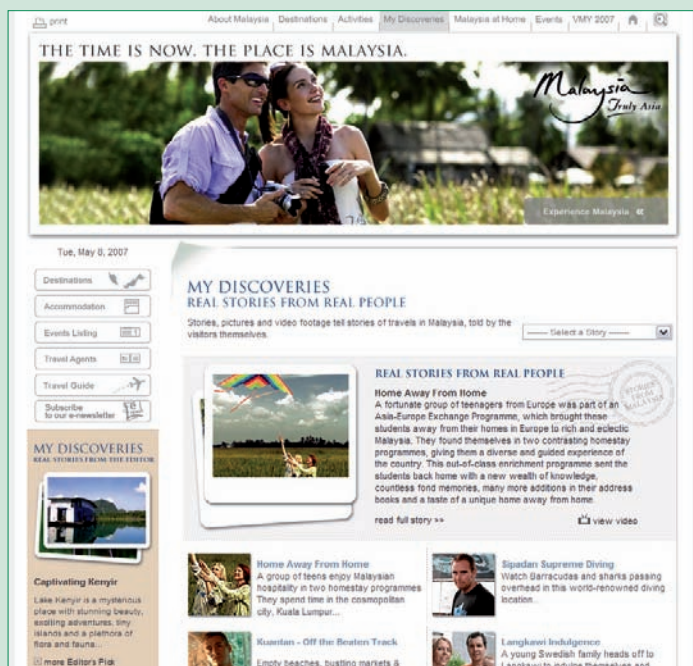 print
About Malaysia Destinations Activities My Discoveries Malaysia at Home Events VMY 2007
THE TIME IS NOW. THE PLACE IS MALAYSIA.
Malaysia
Truly Asia
Experience Malaysia «
Tue, May 8, 2007
Destinations
Accommodation
Events Listing
Travel Agents
Travel Guide
Subscribe
to our e-newsletter
MY DISCOVERIES
REAL STORIES FROM THE EDITOR
Captivating Kenyir
Lake Kenyir is a mysterious
place with stunning beauty,
exciting adventures, tiny
islands and a plethora of
flora and fauna...
more Editor's Pick
MY DISCOVERIES
REAL STORIES FROM REAL PEOPLE
Stories, pictures and video footage tell stories of travels in Malaysia, told by the
visitors themselves.
------ Select a Story ------
REAL STORIES FROM REAL PEOPLE
STORIES
FROM
MALAYSIA
Home Away From Home
A fortunate group of teenagers from Europe was part of an
Asia-Europe Exchange Programme, which brought these
students away from their homes in Europe to rich and eclectic
Malaysia. They found themselves in two contrasting homestay
programmes, giving them a diverse and guided experience of
the country. This out-of-class enrichment programme sent the
students back home with a new wealth of knowledge,
countless fond memories, many more additions in their address
books and a taste of a unique home away from home.
read full story >>
view video
Home Away From Home
A group of teens enjoy Malaysian
hospitality in two homestay programmes
They spend time in the cosmopolitan
city, Kuala Lumpur...
Sipadan Supreme Diving
Watch Barracudas and sharks passing
overhead in this world-renowned diving
location...
Kuantan - Off the Beaten Track
Empty beaches, bustling markets &
Langkawi Indulgence
A young Swedish family heads off to
Langkawi to indulge themselves and